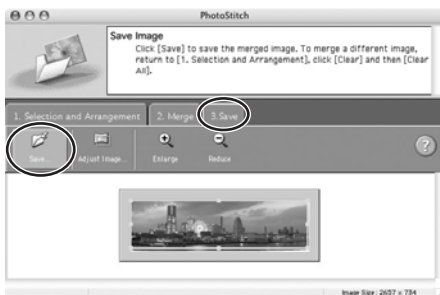 PhotoStitch
Save Image
Click [Save] to save the merged image. To merge a different image,
return to [1. Selection and Arrangement], click [Clear] and then [Clear
All].
1. Selection and Arrangement
2. Merge
3.Save
Save...
Adjust Image...
Enlarge
Reduce
?
Image Size: 2657 x 734